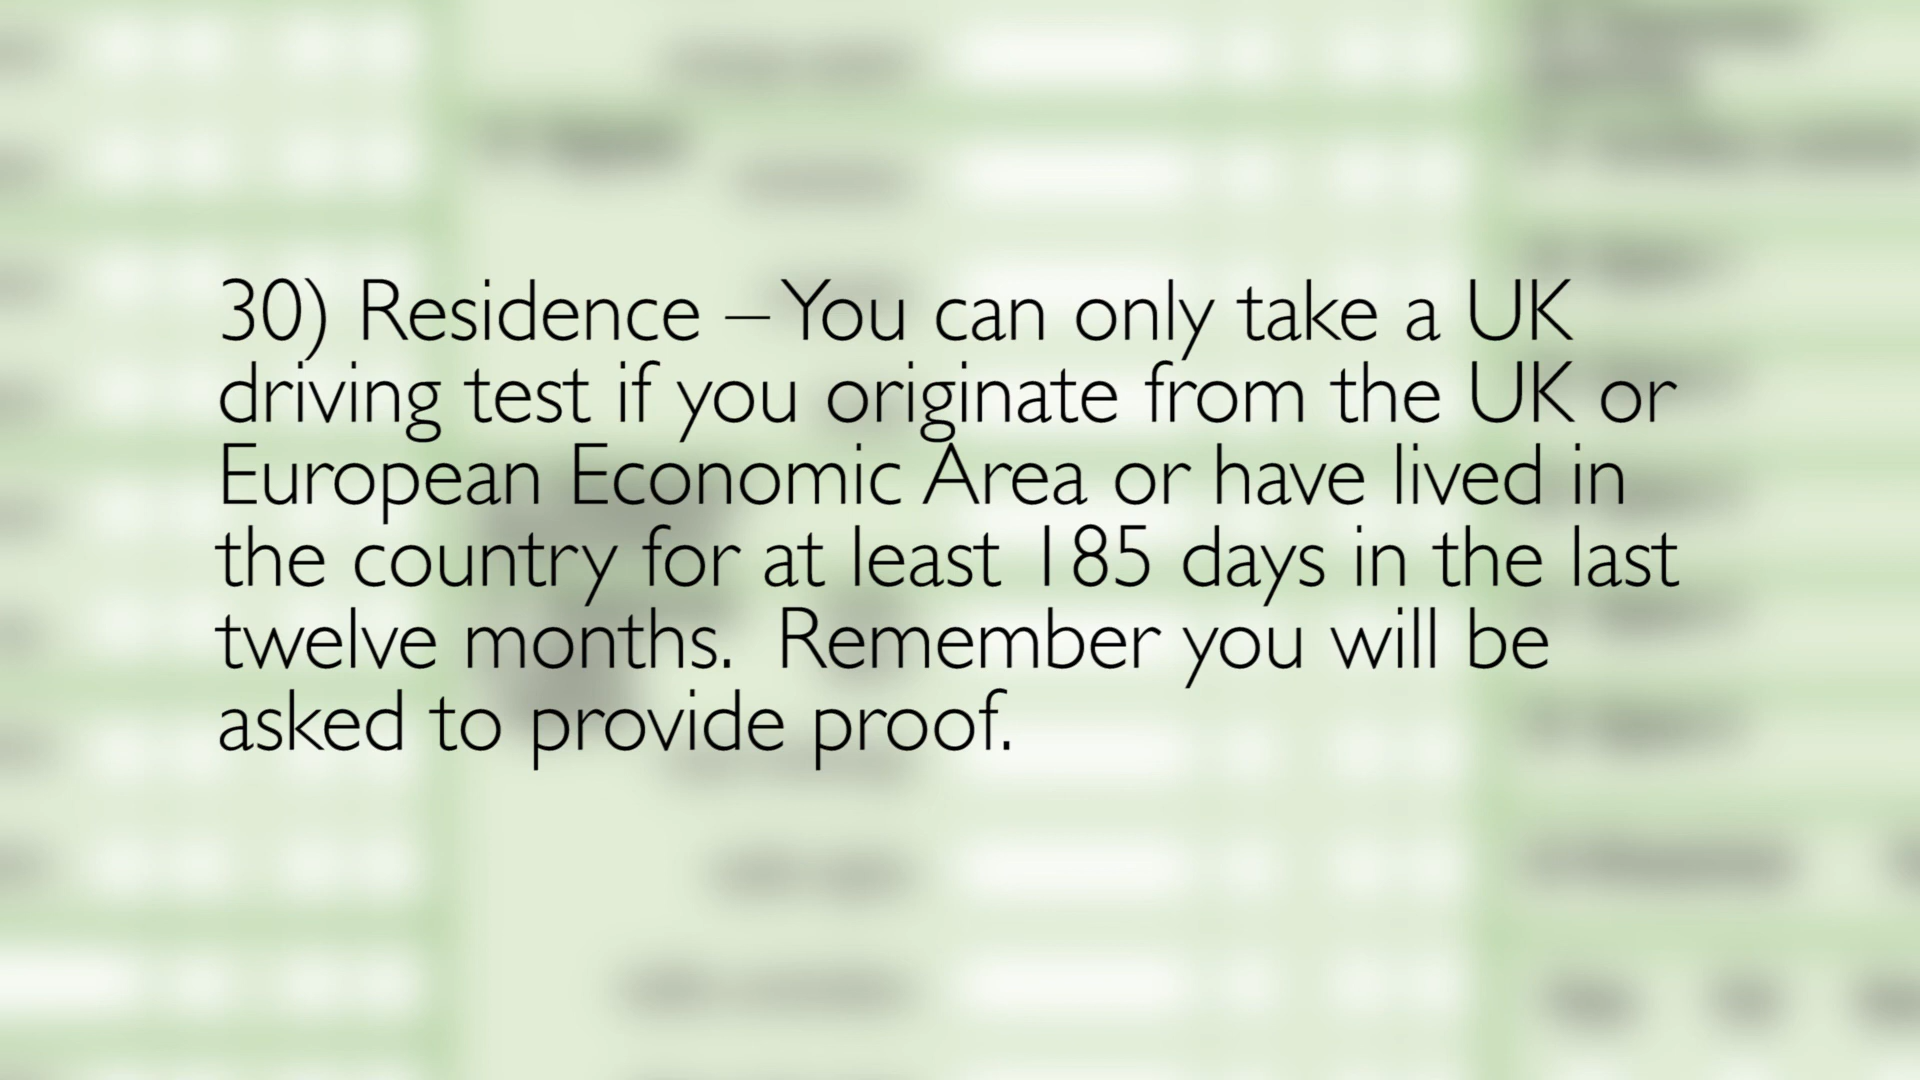 30) Residence – You can only take a UK
driving test if you originate from the UK or
European Economic Area or have lived in
the country for at least 185 days in the last
twelve months.  Remember you will be
asked to provide proof.